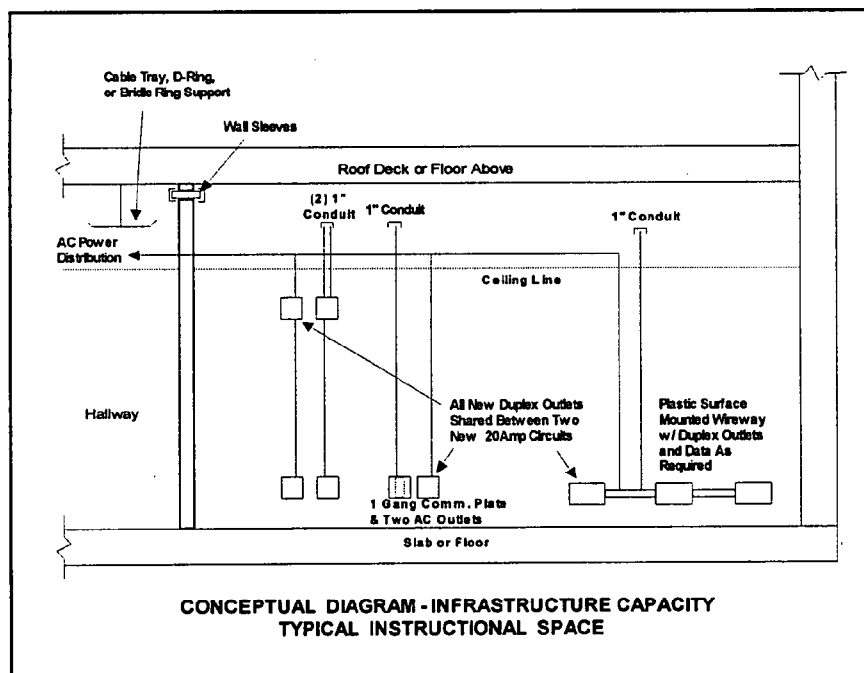 Cable Tray, D-Ring,
or Bridle Ring Support
Wall Sleeves
Roof Deck or Floor Above
(2) 1"
Conduit
1" Conduit
1" Conduit
AC Power
Distribution
Ceiling Line
Hallway
All New Duplex Outlets
Shared Between Two
New 20Amp Circuits
Plastic Surface
Mounted Wireway
w/ Duplex Outlets
and Data As
Required
1 Gang Comm. Plate
& Two AC Outlets
Slab or Floor
CONCEPTUAL DIAGRAM - INFRASTRUCTURE CAPACITY
TYPICAL INSTRUCTIONAL SPACE